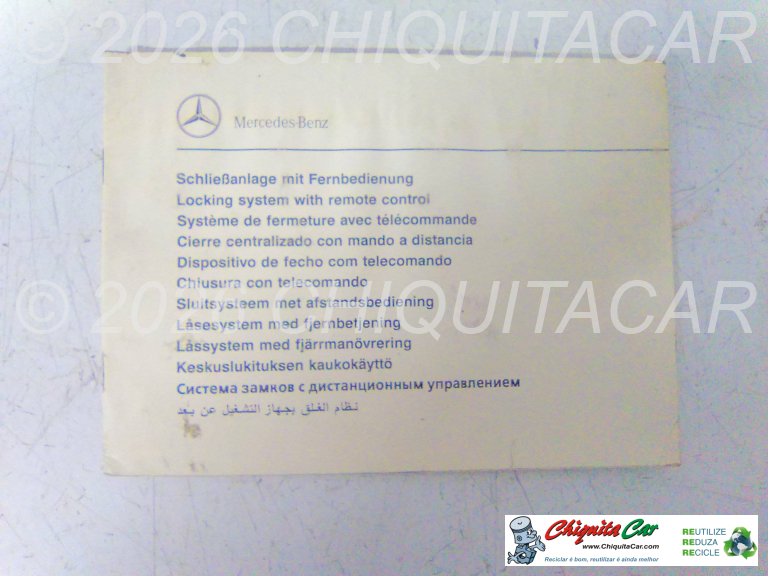 © 2026 CHIQUITACAR
Mercedes-Benz
Schließanlage mit Fernbedienung
Locking system with remote control
Système de fermeture avec télécommande
Cierre centralizado con mando a distancia
Dispositivo de fecho com telecomando
Chiusura con telecomando
© 2026 CHIQUITACAR
Sluitsysteem met afstandsbediening
Låsesystem med fjernbetjening
Låssystem med fjärrmanövrering
Keskuslukituksen kaukokäyttö
Система замков с дистанционным управлением
نظام الغلق بجهاز التشغيل عن بعد
Chiquita Car
www.ChiquitaCar.com
Reciclar é bom, reutilizar é ainda melhor
REUTILIZE
REDUZA
RECICLE